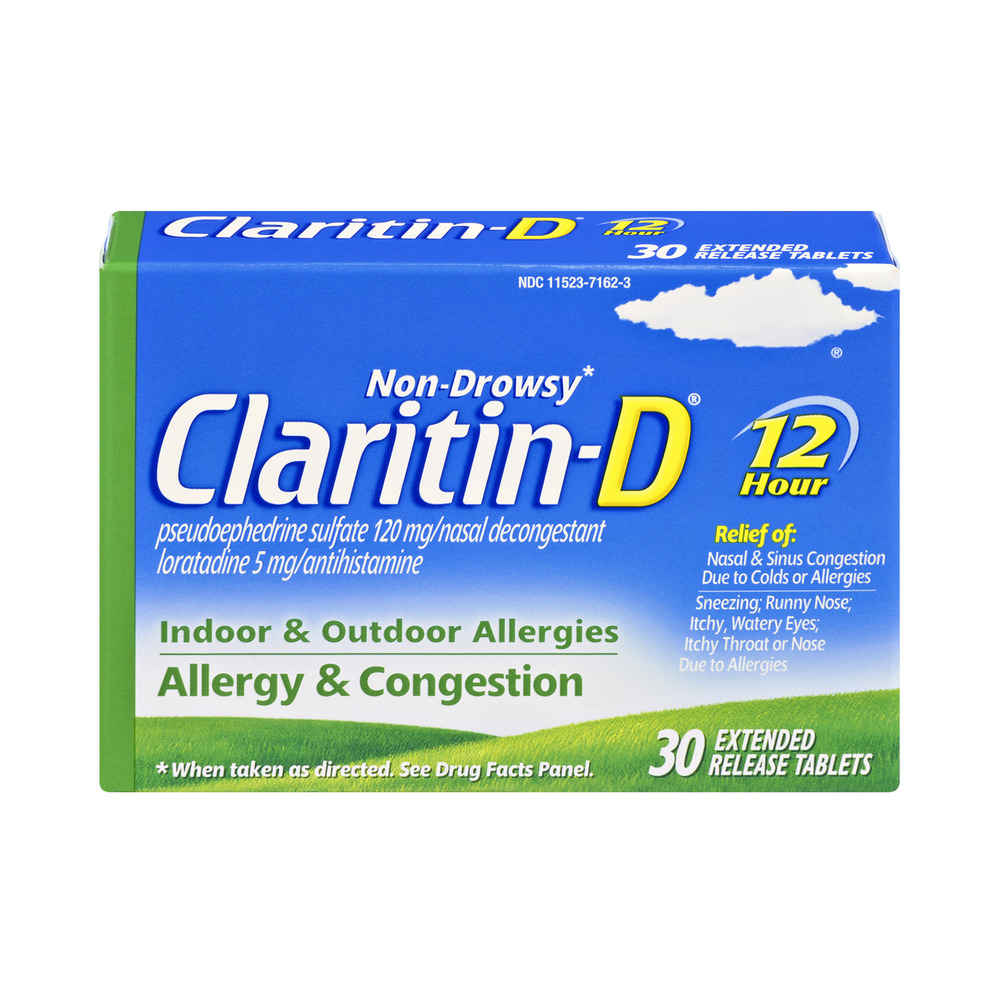 Claritin-D 12 Hour
30 EXTENDED RELEASE TABLETS
NDC 11523-7162-3
®
Non-Drowsy*
Claritin-D®
12
Hour
pseudoephedrine sulfate 120 mg/nasal decongestant
loratadine 5 mg/antihistamine
Relief of:
Nasal & Sinus Congestion
Due to Colds or Allergies
Sneezing; Runny Nose;
Itchy, Watery Eyes;
Itchy Throat or Nose
Due to Allergies
Indoor & Outdoor Allergies
Allergy & Congestion
*When taken as directed. See Drug Facts Panel.
30 EXTENDED
RELEASE TABLETS